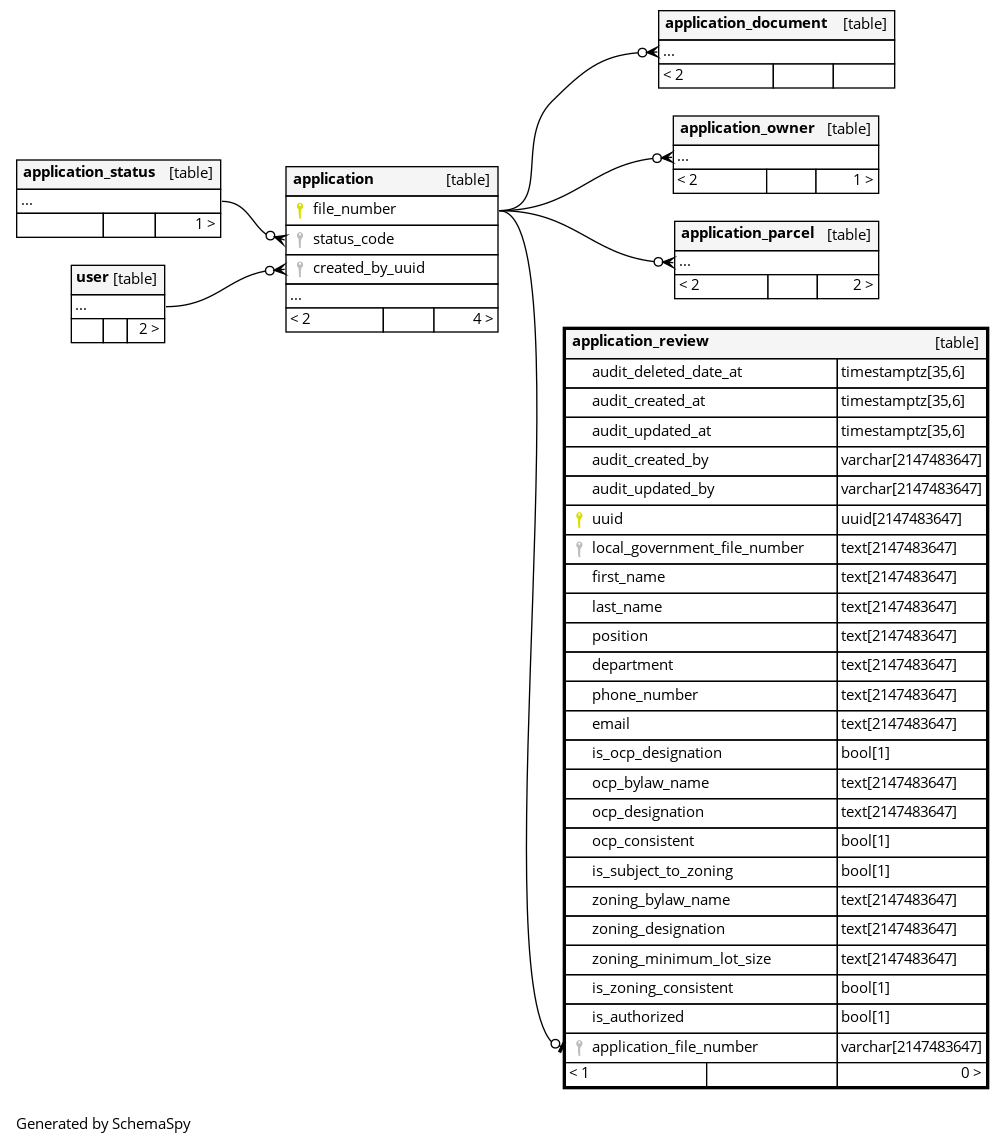 application_document [table]
...
< 2
application_owner [table]
...
< 2 1 >
application_status [table]
...
1 >
application [table]
file_number
status_code
created_by_uuid
...
< 2 4 >
application_parcel [table]
...
< 2 2 >
user [table]
...
2 >
application_review [table]
audit_deleted_date_at timestamptz[35,6]
audit_created_at timestamptz[35,6]
audit_updated_at timestamptz[35,6]
audit_created_by varchar[2147483647]
audit_updated_by varchar[2147483647]
uuid uuid[2147483647]
local_government_file_number text[2147483647]
first_name text[2147483647]
last_name text[2147483647]
position text[2147483647]
department text[2147483647]
phone_number text[2147483647]
email text[2147483647]
is_ocp_designation bool[1]
ocp_bylaw_name text[2147483647]
ocp_designation text[2147483647]
ocp_consistent bool[1]
is_subject_to_zoning bool[1]
zoning_bylaw_name text[2147483647]
zoning_designation text[2147483647]
zoning_minimum_lot_size text[2147483647]
is_zoning_consistent bool[1]
is_authorized bool[1]
application_file_number varchar[2147483647]
< 1 0 >
Generated by SchemaSpy